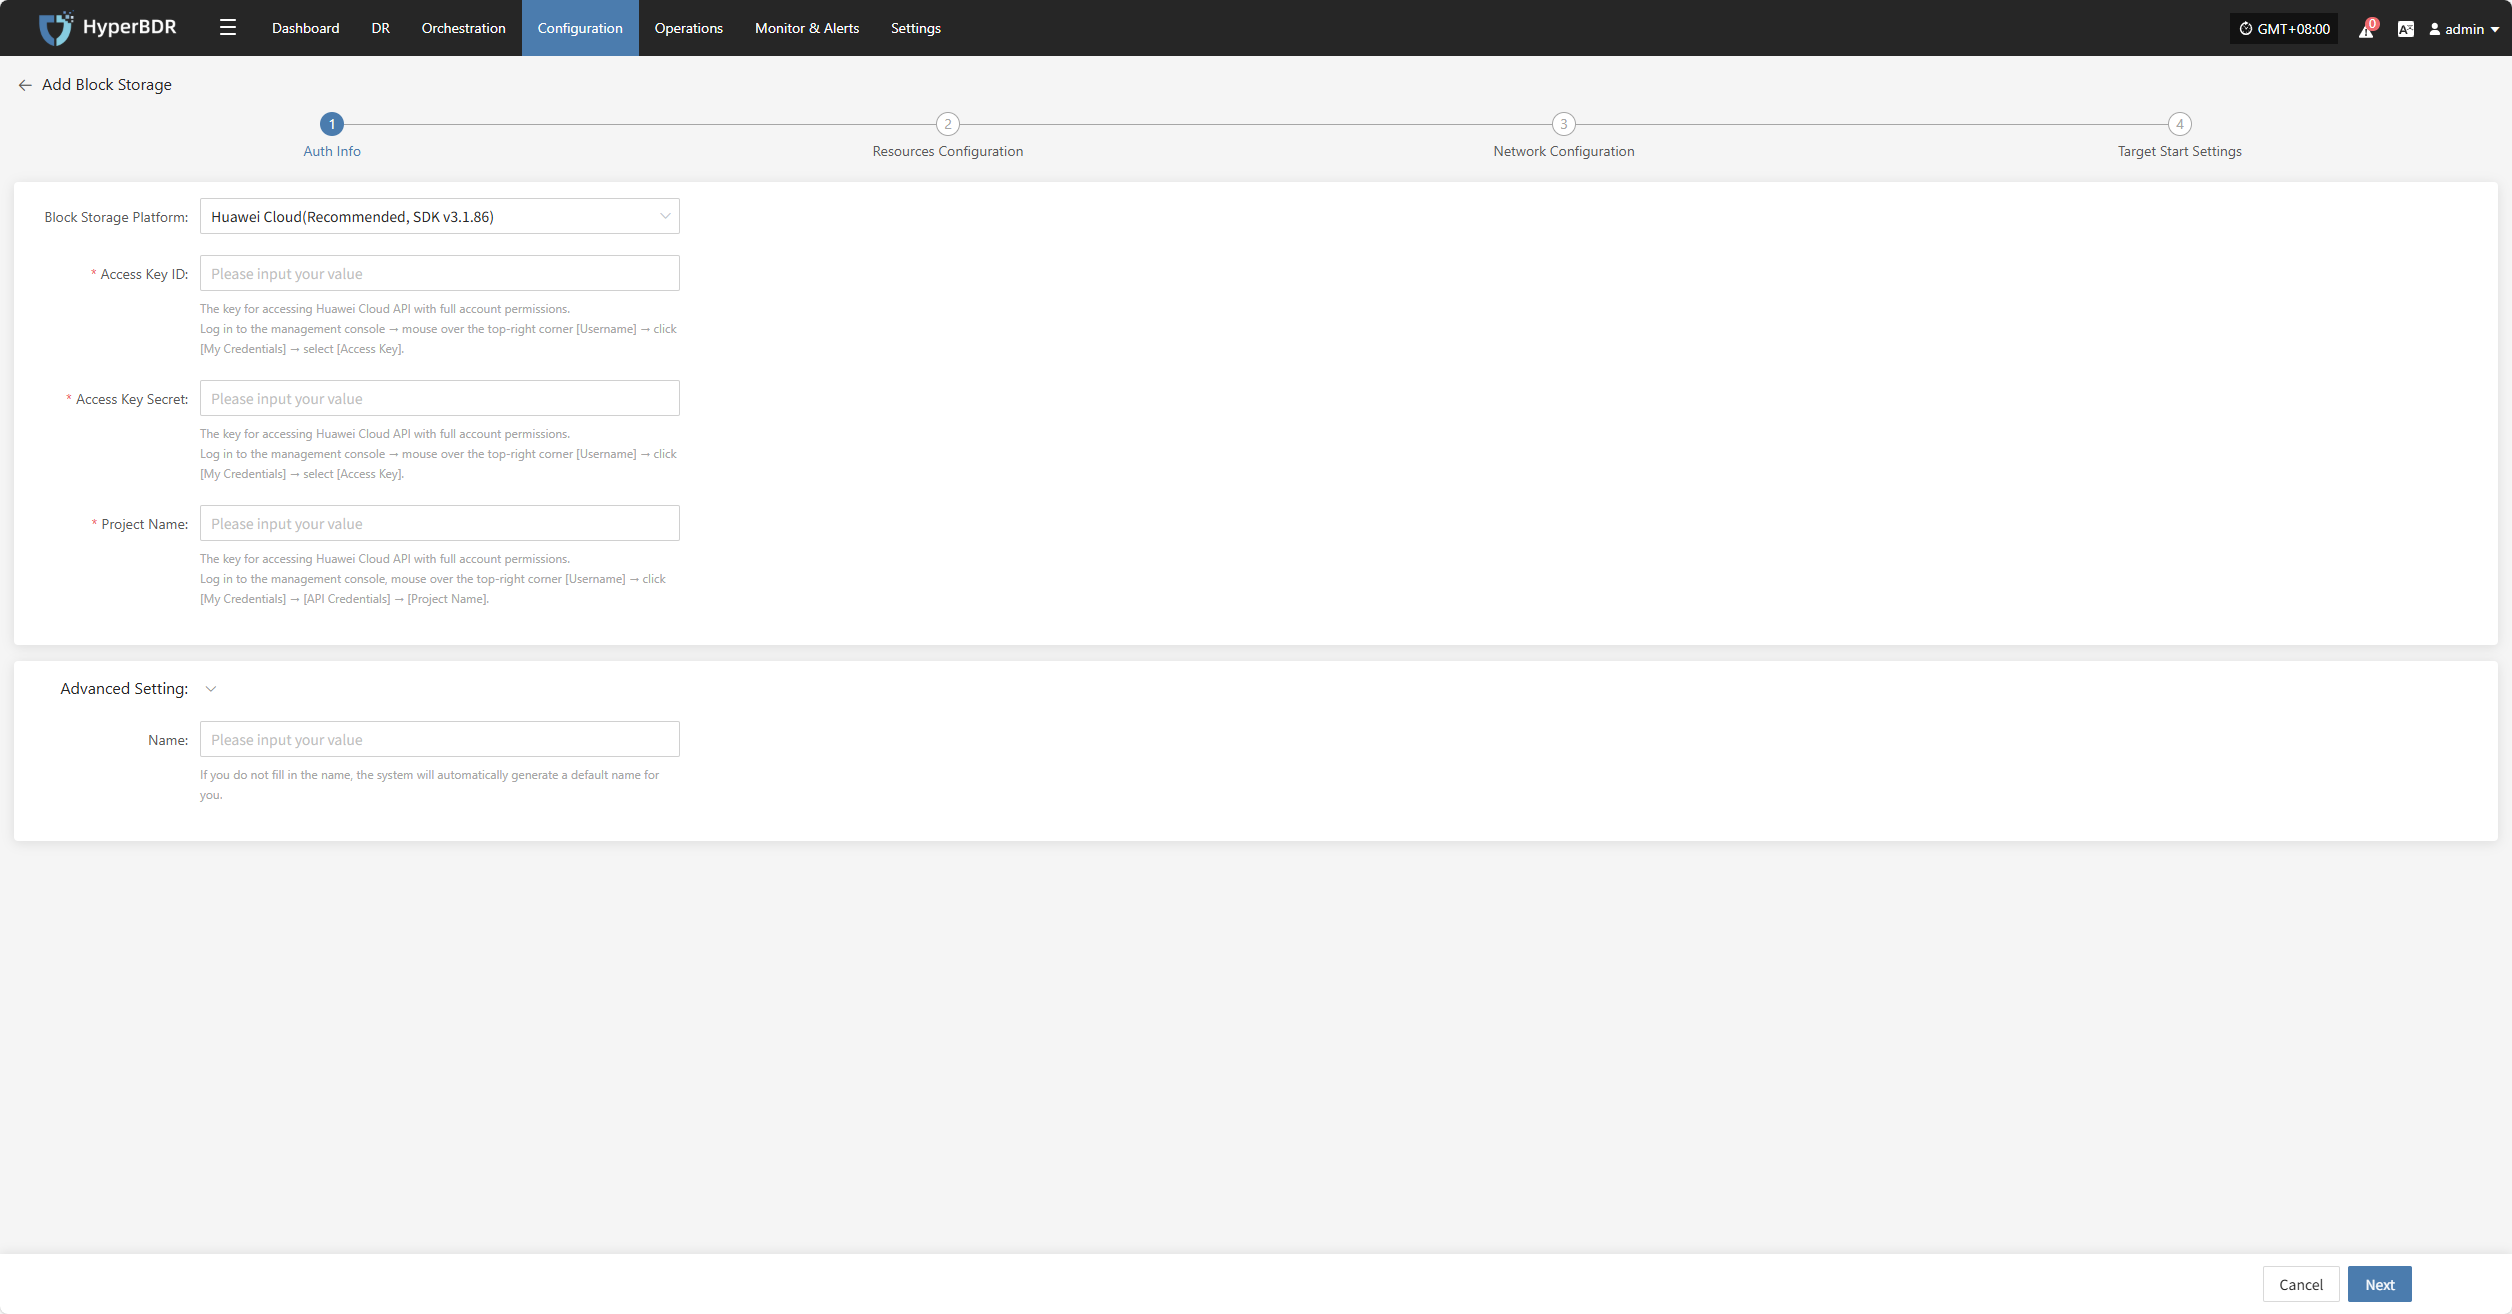 HyperBDR
Dashboard
DR
Orchestration
Configuration
Operations
Monitor & Alerts
Settings
GMT+08:00
0
admin
Add Block Storage
1
2
3
4
Auth Info
Resources Configuration
Network Configuration
Target Start Settings
Block Storage Platform:
Huawei Cloud(Recommended, SDK v3.1.86)
* Access Key ID:
Please input your value
The key for accessing Huawei Cloud API with full account permissions.
Log in to the management console → mouse over the top-right corner [Username] → click
[My Credentials] → select [Access Key].
* Access Key Secret:
Please input your value
The key for accessing Huawei Cloud API with full account permissions.
Log in to the management console → mouse over the top-right corner [Username] → click
[My Credentials] → select [Access Key].
* Project Name:
Please input your value
The key for accessing Huawei Cloud API with full account permissions.
Log in to the management console, mouse over the top-right corner [Username] → click
[My Credentials] → [API Credentials] → [Project Name].
Advanced Setting:
Name:
Please input your value
If you do not fill in the name, the system will automatically generate a default name for
you.
Cancel
Next